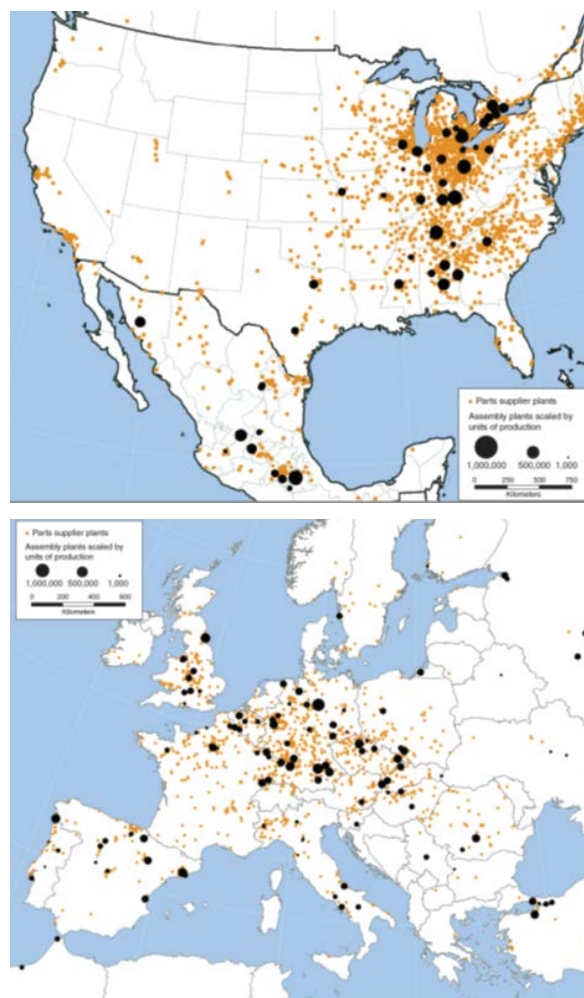 Parts supplier plants
Assembly plants scaled by
units of production
1,000,000 500,000 1,000
0 250 500 750
Kilometers
Parts supplier plants
Assembly plants scaled by
units of production
1,000,000 500,000 1,000
0 200 400 600
Kilometers